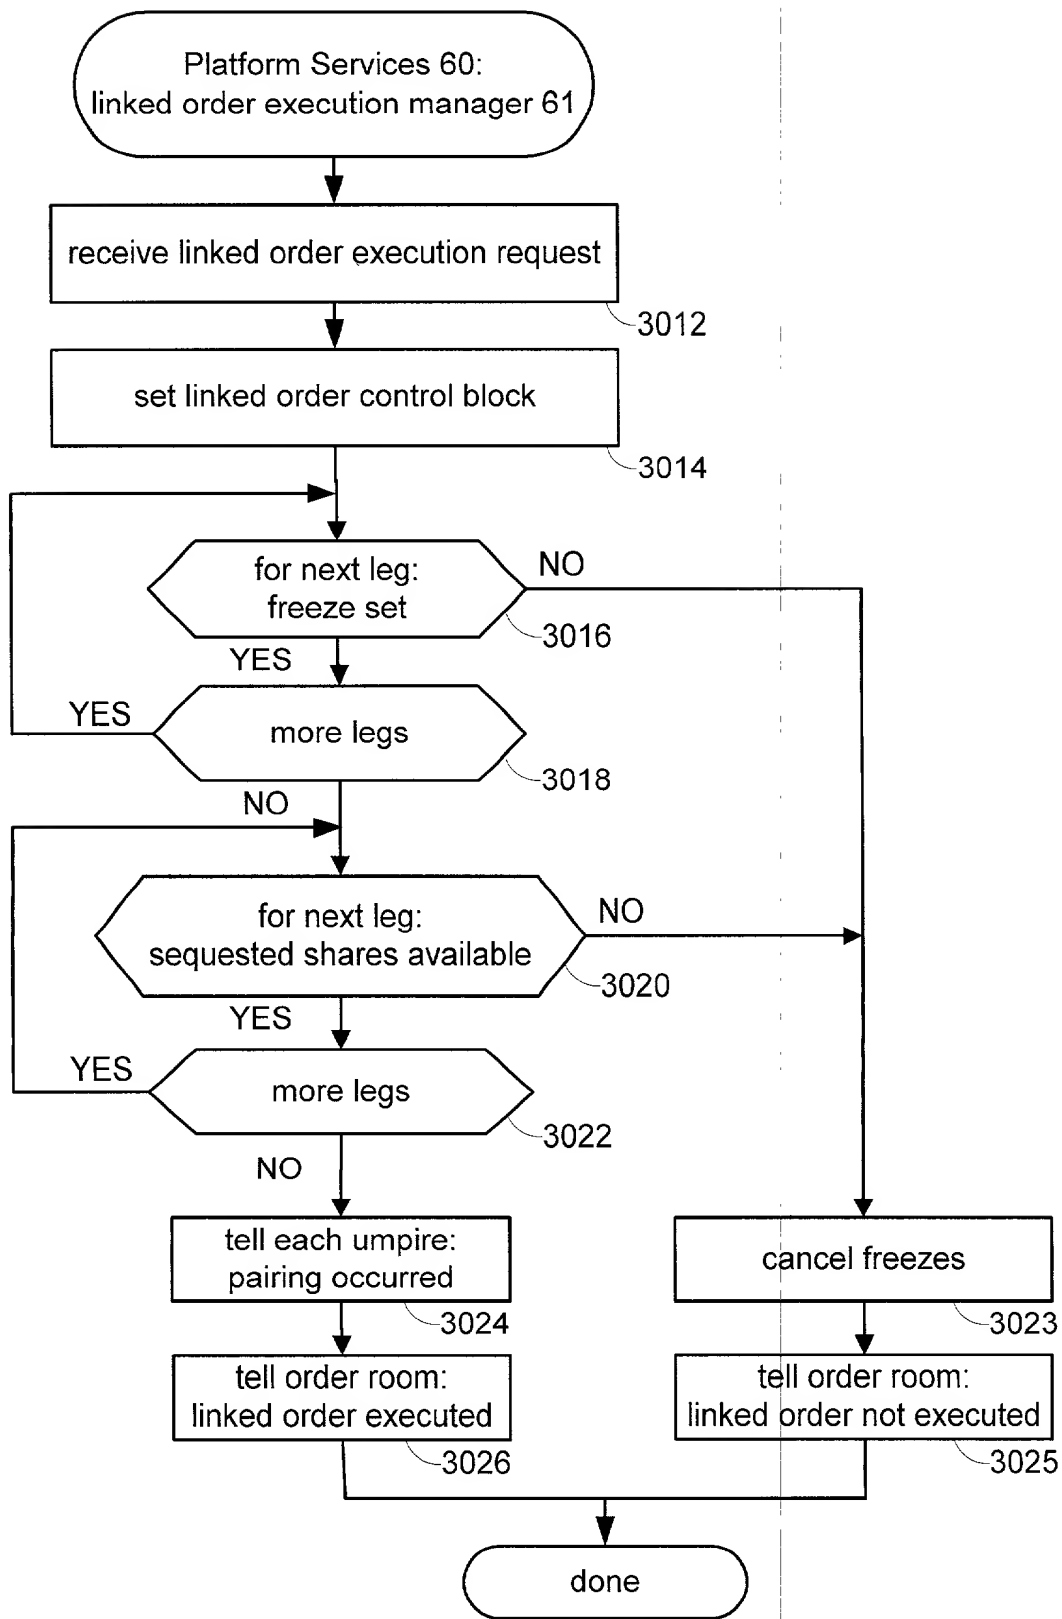 Platform Services 60:
linked order execution manager 61
receive linked order execution request
3012
set linked order control block
3014
for next leg:
freeze set
NO
3016
YES
more legs
YES
3018
NO
for next leg:
sequested shares available
NO
3020
YES
more legs
YES
3022
NO
tell each umpire:
pairing occurred
3024
cancel freezes
3023
tell order room:
linked order executed
3026
tell order room:
linked order not executed
3025
done